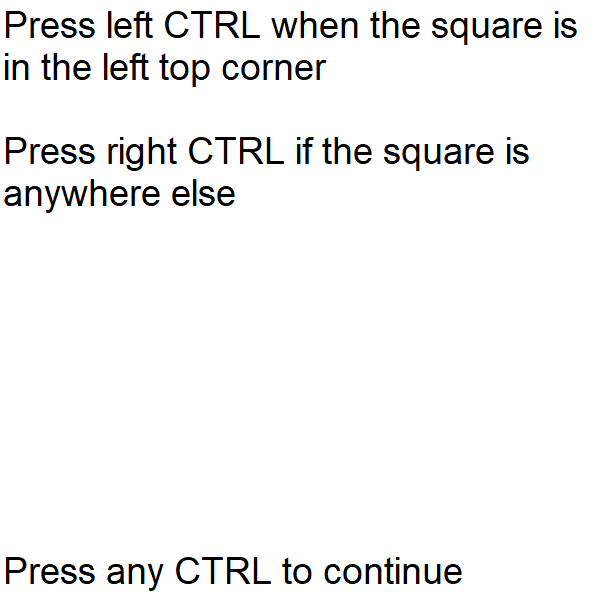 Press left CTRL when the square is
in the left top corner
Press right CTRL if the square is
anywhere else
Press any CTRL to continue